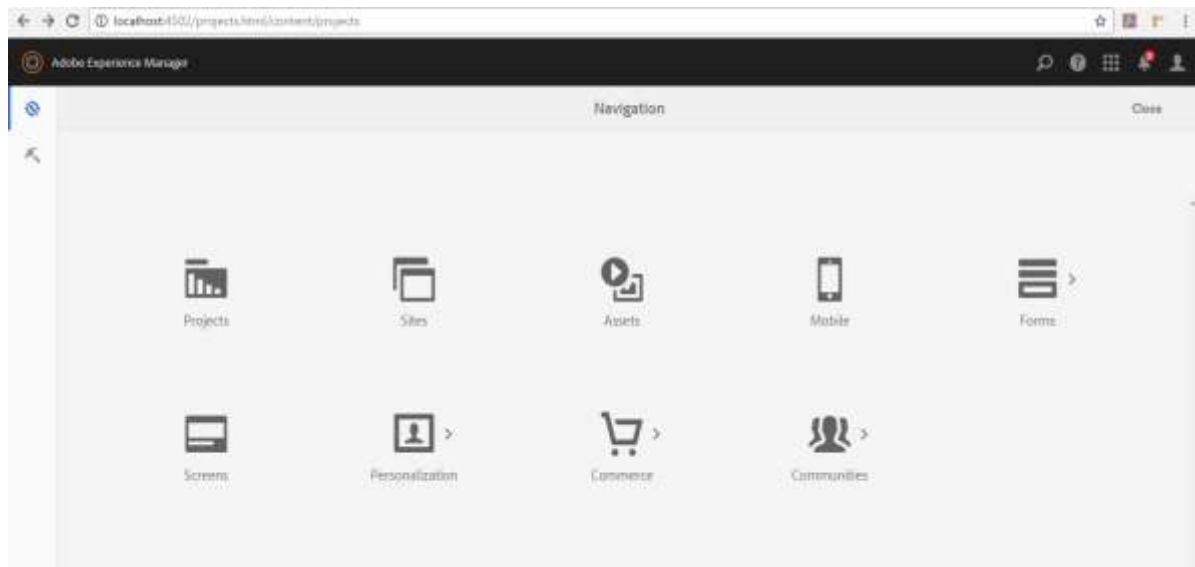 localhost:4502/projects.html/content/projects
Adobe Experience Manager
Navigation
Close
Projects
Sites
Assets
Mobile
Forms
Screens
Personalization
Commerce
Communities